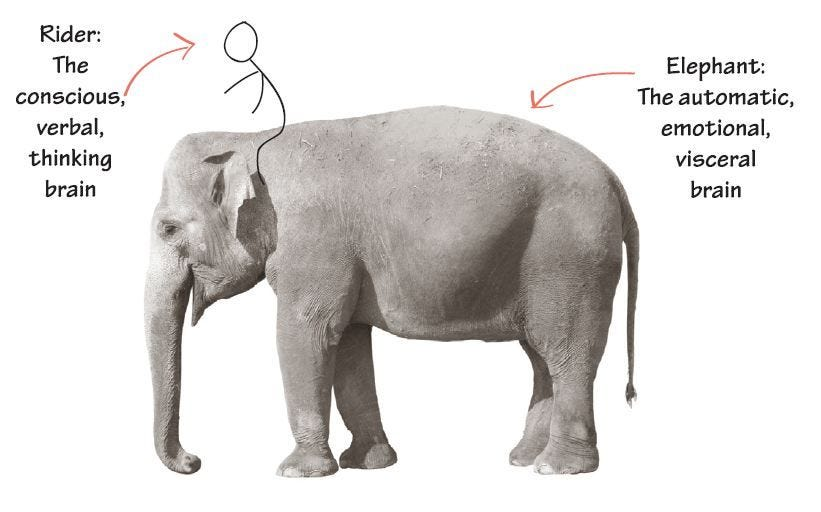 Rider:
The
conscious,
verbal,
thinking
brain
Elephant:
The automatic,
emotional,
visceral
brain